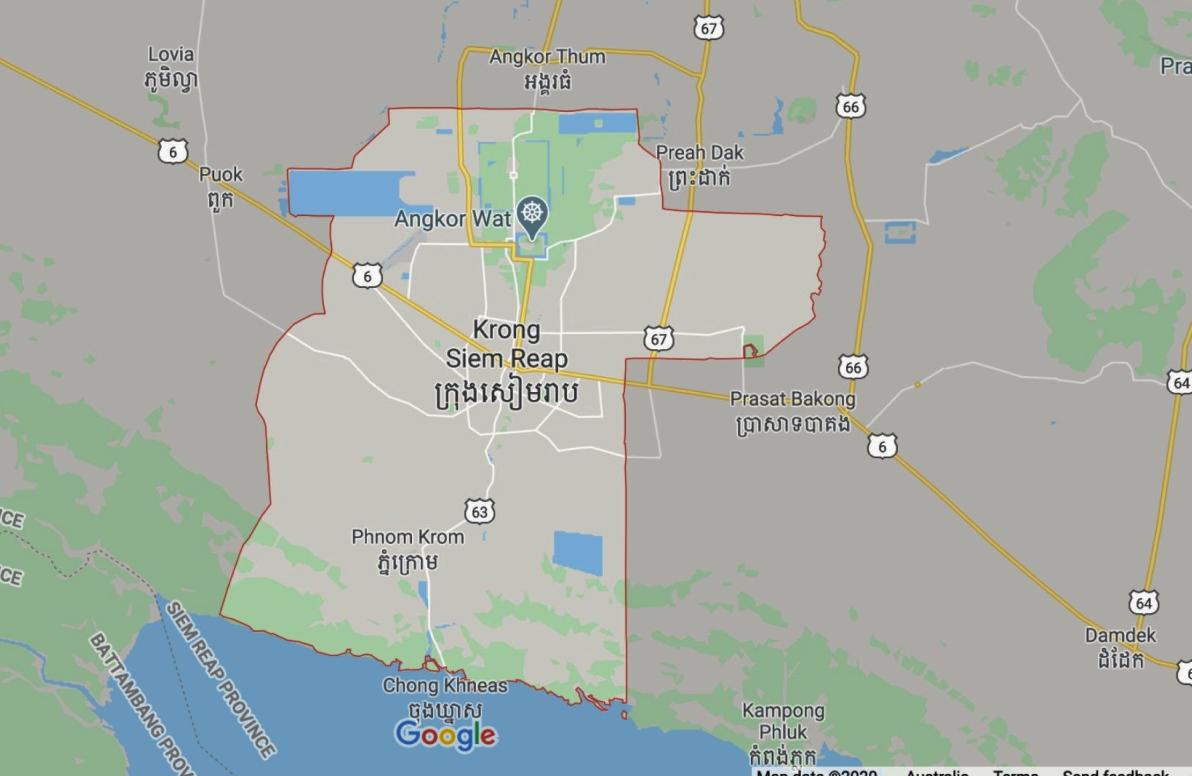 67
Lovia
ភូមិល្វា
Angkor Thum
អង្គរធំ
66
6
Preah Dak
ព្រះដាក់
Puok
ពួក
Angkor Wat
6
Krong
Siem Reap
ក្រុងសៀមរាប
67
66
64
Prasat Bakong
ប្រាសាទបាគង
6
63
Phnom Krom
ភ្នំក្រោម
64
SIEM REAP PROVINCE
BATTAMBANG
Damdek
ដំដែក
Chong Khneas
ចុងឃ្នាស
Google
Kampong
Phluk
កំពង់ភ្លុក
Map data ©2020 Australia Terms Send feedback